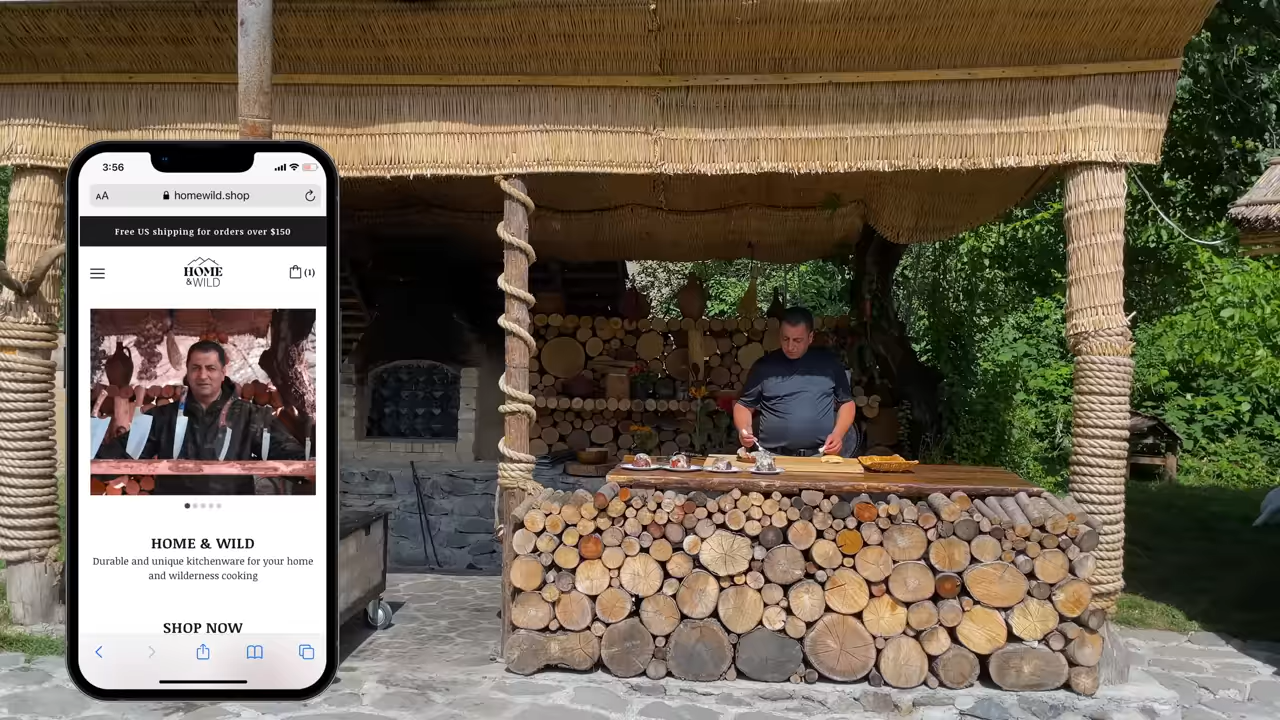 3:56
AA homewild.shop
Free US shipping for orders over $150
HOME
&WILD
(1)
HOME & WILD
Durable and unique kitchenware for your home
and wilderness cooking
SHOP NOW